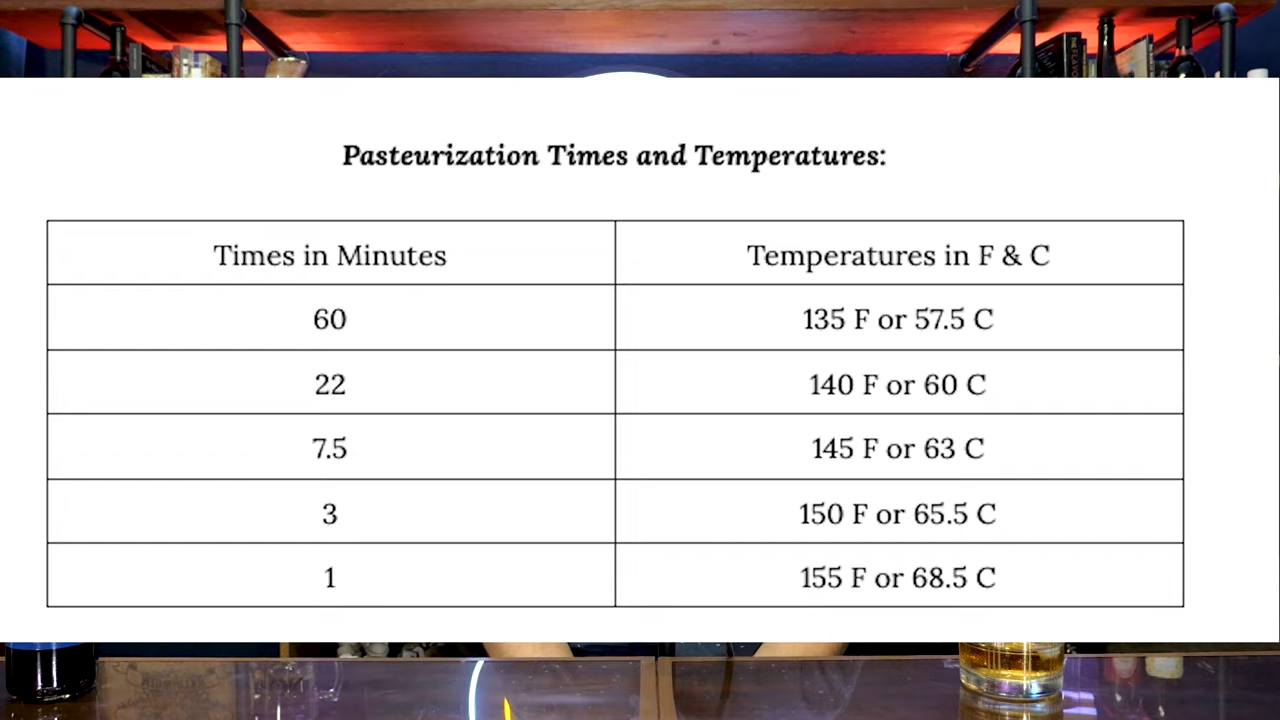 Pasteurization Times and Temperatures:
Times in Minutes Temperatures in F & C
60 135 F or 57.5 C
22 140 F or 60 C
7.5 145 F or 63 C
3 150 F or 65.5 C
1 155 F or 68.5 C